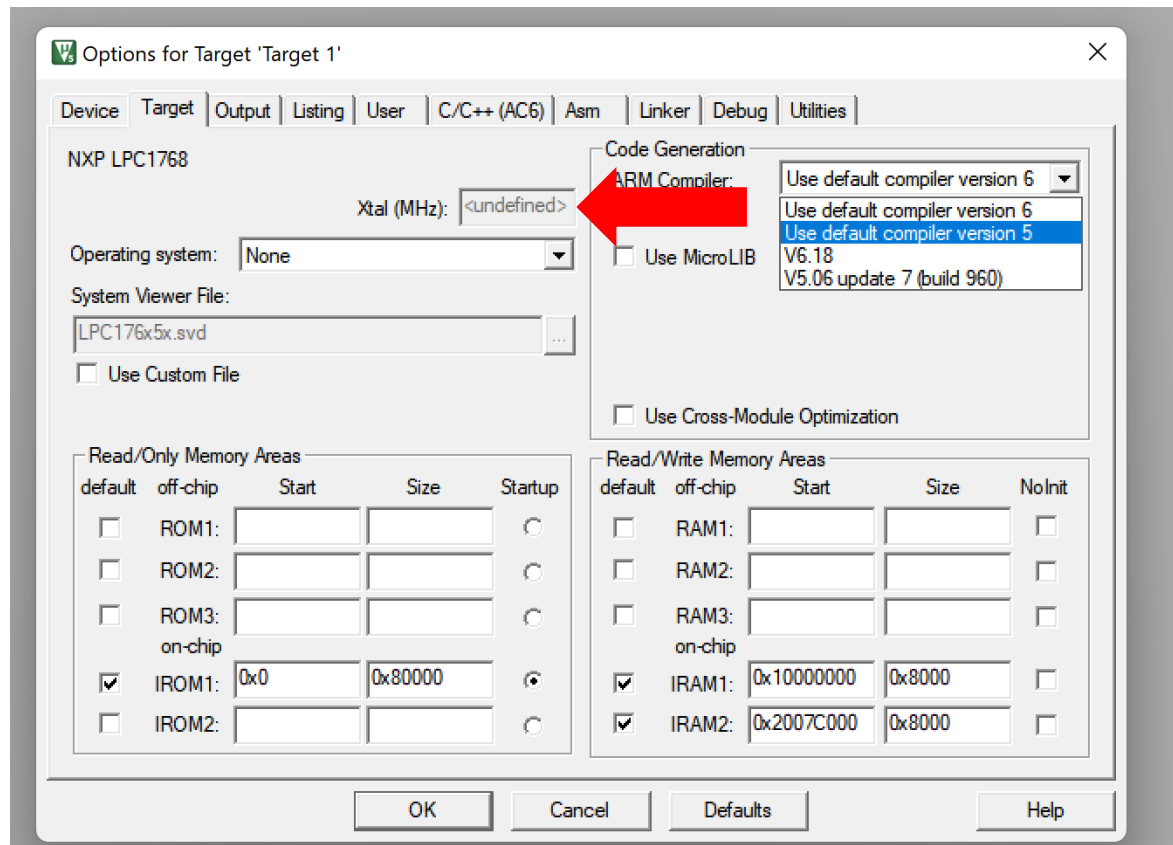 Options for Target 'Target 1'
Device Target Output Listing User C/C++ (AC6) Asm Linker Debug Utilities
NXP LPC1768
Xtal (MHz): <undefined>
Operating system: None
System Viewer File:
LPC176x5x.svd
...
Use Custom File
Code Generation
ARM Compiler: Use default compiler version 6
Use default compiler version 6
Use default compiler version 5
V6.18
V5.06 update 7 (build 960)
Use MicroLIB
Use Cross-Module Optimization
Read/Only Memory Areas
default off-chip Start Size Startup
ROM1:
ROM2:
ROM3:
on-chip
IROM1: 0x0 0x80000
IROM2:
Read/Write Memory Areas
default off-chip Start Size NoInit
RAM1:
RAM2:
RAM3:
on-chip
IRAM1: 0x10000000 0x8000
IRAM2: 0x2007C000 0x8000
OK Cancel Defaults Help